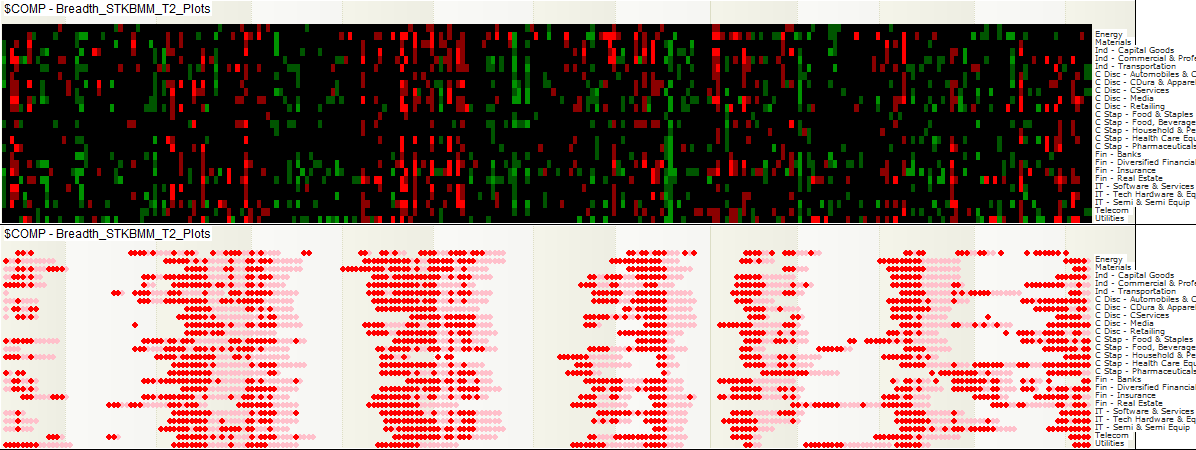 $COMP - Breadth_STKBMM_T2_Plots
Energy
Materials
Ind - Capital Goods
Ind - Commercial & Profe
Ind - Transportation
C Disc - Automobiles & C
C Disc - CDura & Apparel
C Disc - CServices
C Disc - Media
C Disc - Retailing
C Stap - Food & Staples
C Stap - Food, Beverage
C Stap - Household & Pe
C Stap - Health Care Equ
C Stap - Pharmaceuticals
Fin - Banks
Fin - Diversified Financial
Fin - Insurance
Fin - Real Estate
IT - Software & Services
IT - Tech Hardware & Eq
IT - Semi & Semi Equip
Telecom
Utilities
$COMP - Breadth_STKBMM_T2_Plots
Energy
Materials
Ind - Capital Goods
Ind - Commercial & Profe
Ind - Transportation
C Disc - Automobiles & C
C Disc - CDura & Apparel
C Disc - CServices
C Disc - Media
C Disc - Retailing
C Stap - Food & Staples
C Stap - Food, Beverage
C Stap - Household & Pe
C Stap - Health Care Equ
C Stap - Pharmaceuticals
Fin - Banks
Fin - Diversified Financial
Fin - Insurance
Fin - Real Estate
IT - Software & Services
IT - Tech Hardware & Eq
IT - Semi & Semi Equip
Telecom
Utilities